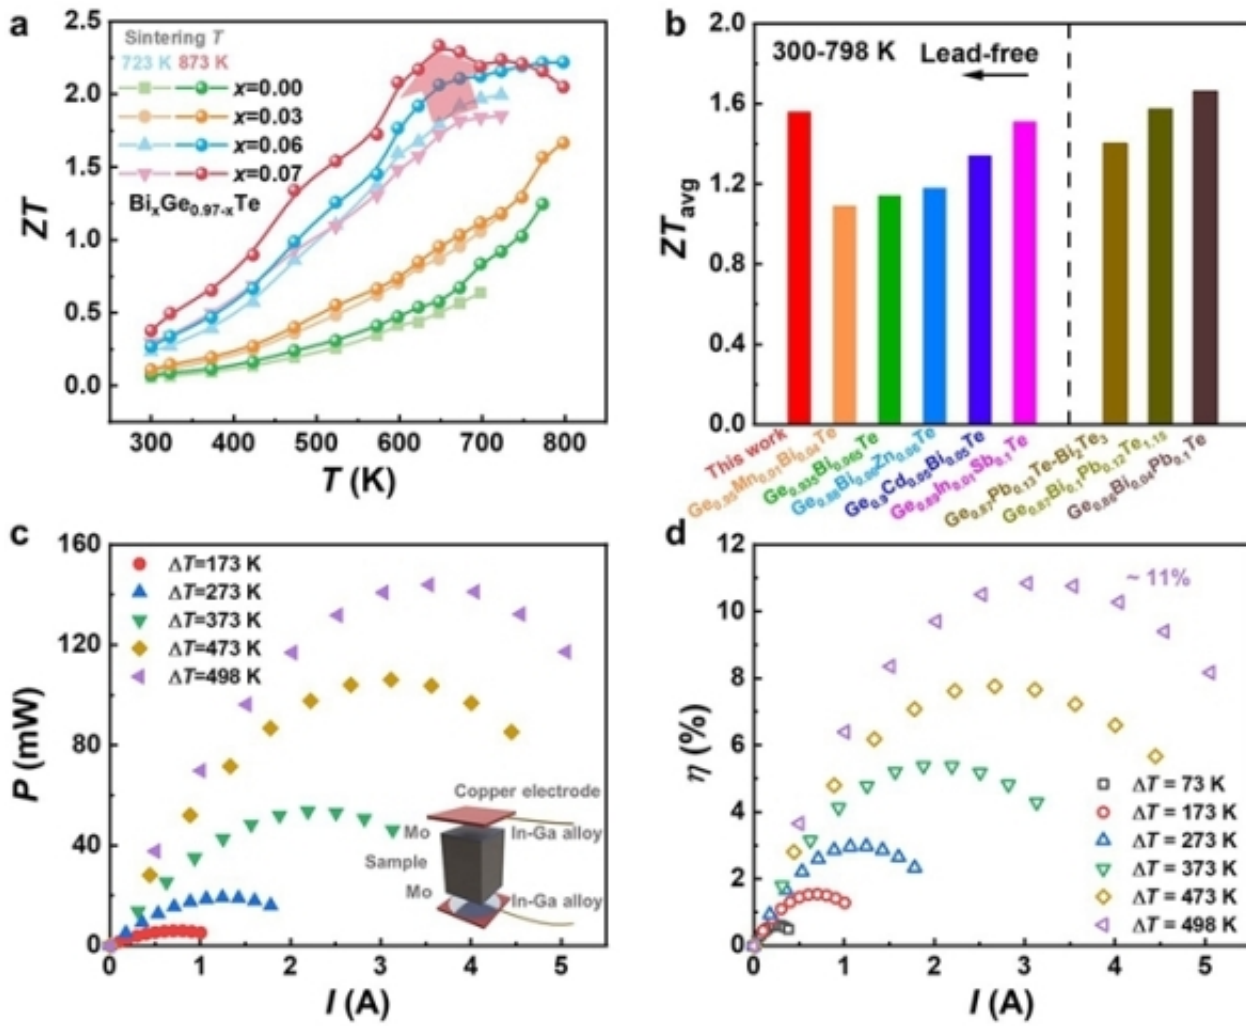 a
ZT
2.5
2.0
1.5
1.0
0.5
0.0
Sintering T
723 K 873 K
x=0.00
x=0.03
x=0.06
x=0.07
BiₓGe₀.₉₇₋ₓTe
300 400 500 600 700 800
T (K)
b
ZTavg
2.0
1.6
1.2
0.8
0.4
0.0
300-798 K
Lead-free
This work
Ge₀.₉₅Mn₀.₀₁Bi₀.₀₄Te
Ge₀.₉₃₅Bi₀.₀₆₅Te
Ge₀.₈₆Bi₀.₀₆Zn₀.₀₈Te
Ge₀.₉Cd₀.₀₅Bi₀.₀₅Te
Ge₀.₈₉In₀.₀₁Sb₀.₁Te
Ge₀.₈₇Pb₀.₁₃Te-Bi₂Te₃
Ge₀.₈₇Bi₀.₁Pb₀.₁₂Te₁.₁₅
Ge₀.₈₆Bi₀.₀₄Pb₀.₁Te
c
P (mW)
160
120
80
40
0
ΔT=173 K
ΔT=273 K
ΔT=373 K
ΔT=473 K
ΔT=498 K
Copper electrode
Mo
In-Ga alloy
Sample
Mo
In-Ga alloy
0 1 2 3 4 5
I (A)
d
η (%)
12
10
8
6
4
2
0
~ 11%
ΔT = 73 K
ΔT = 173 K
ΔT = 273 K
ΔT = 373 K
ΔT = 473 K
ΔT = 498 K
0 1 2 3 4 5
I (A)